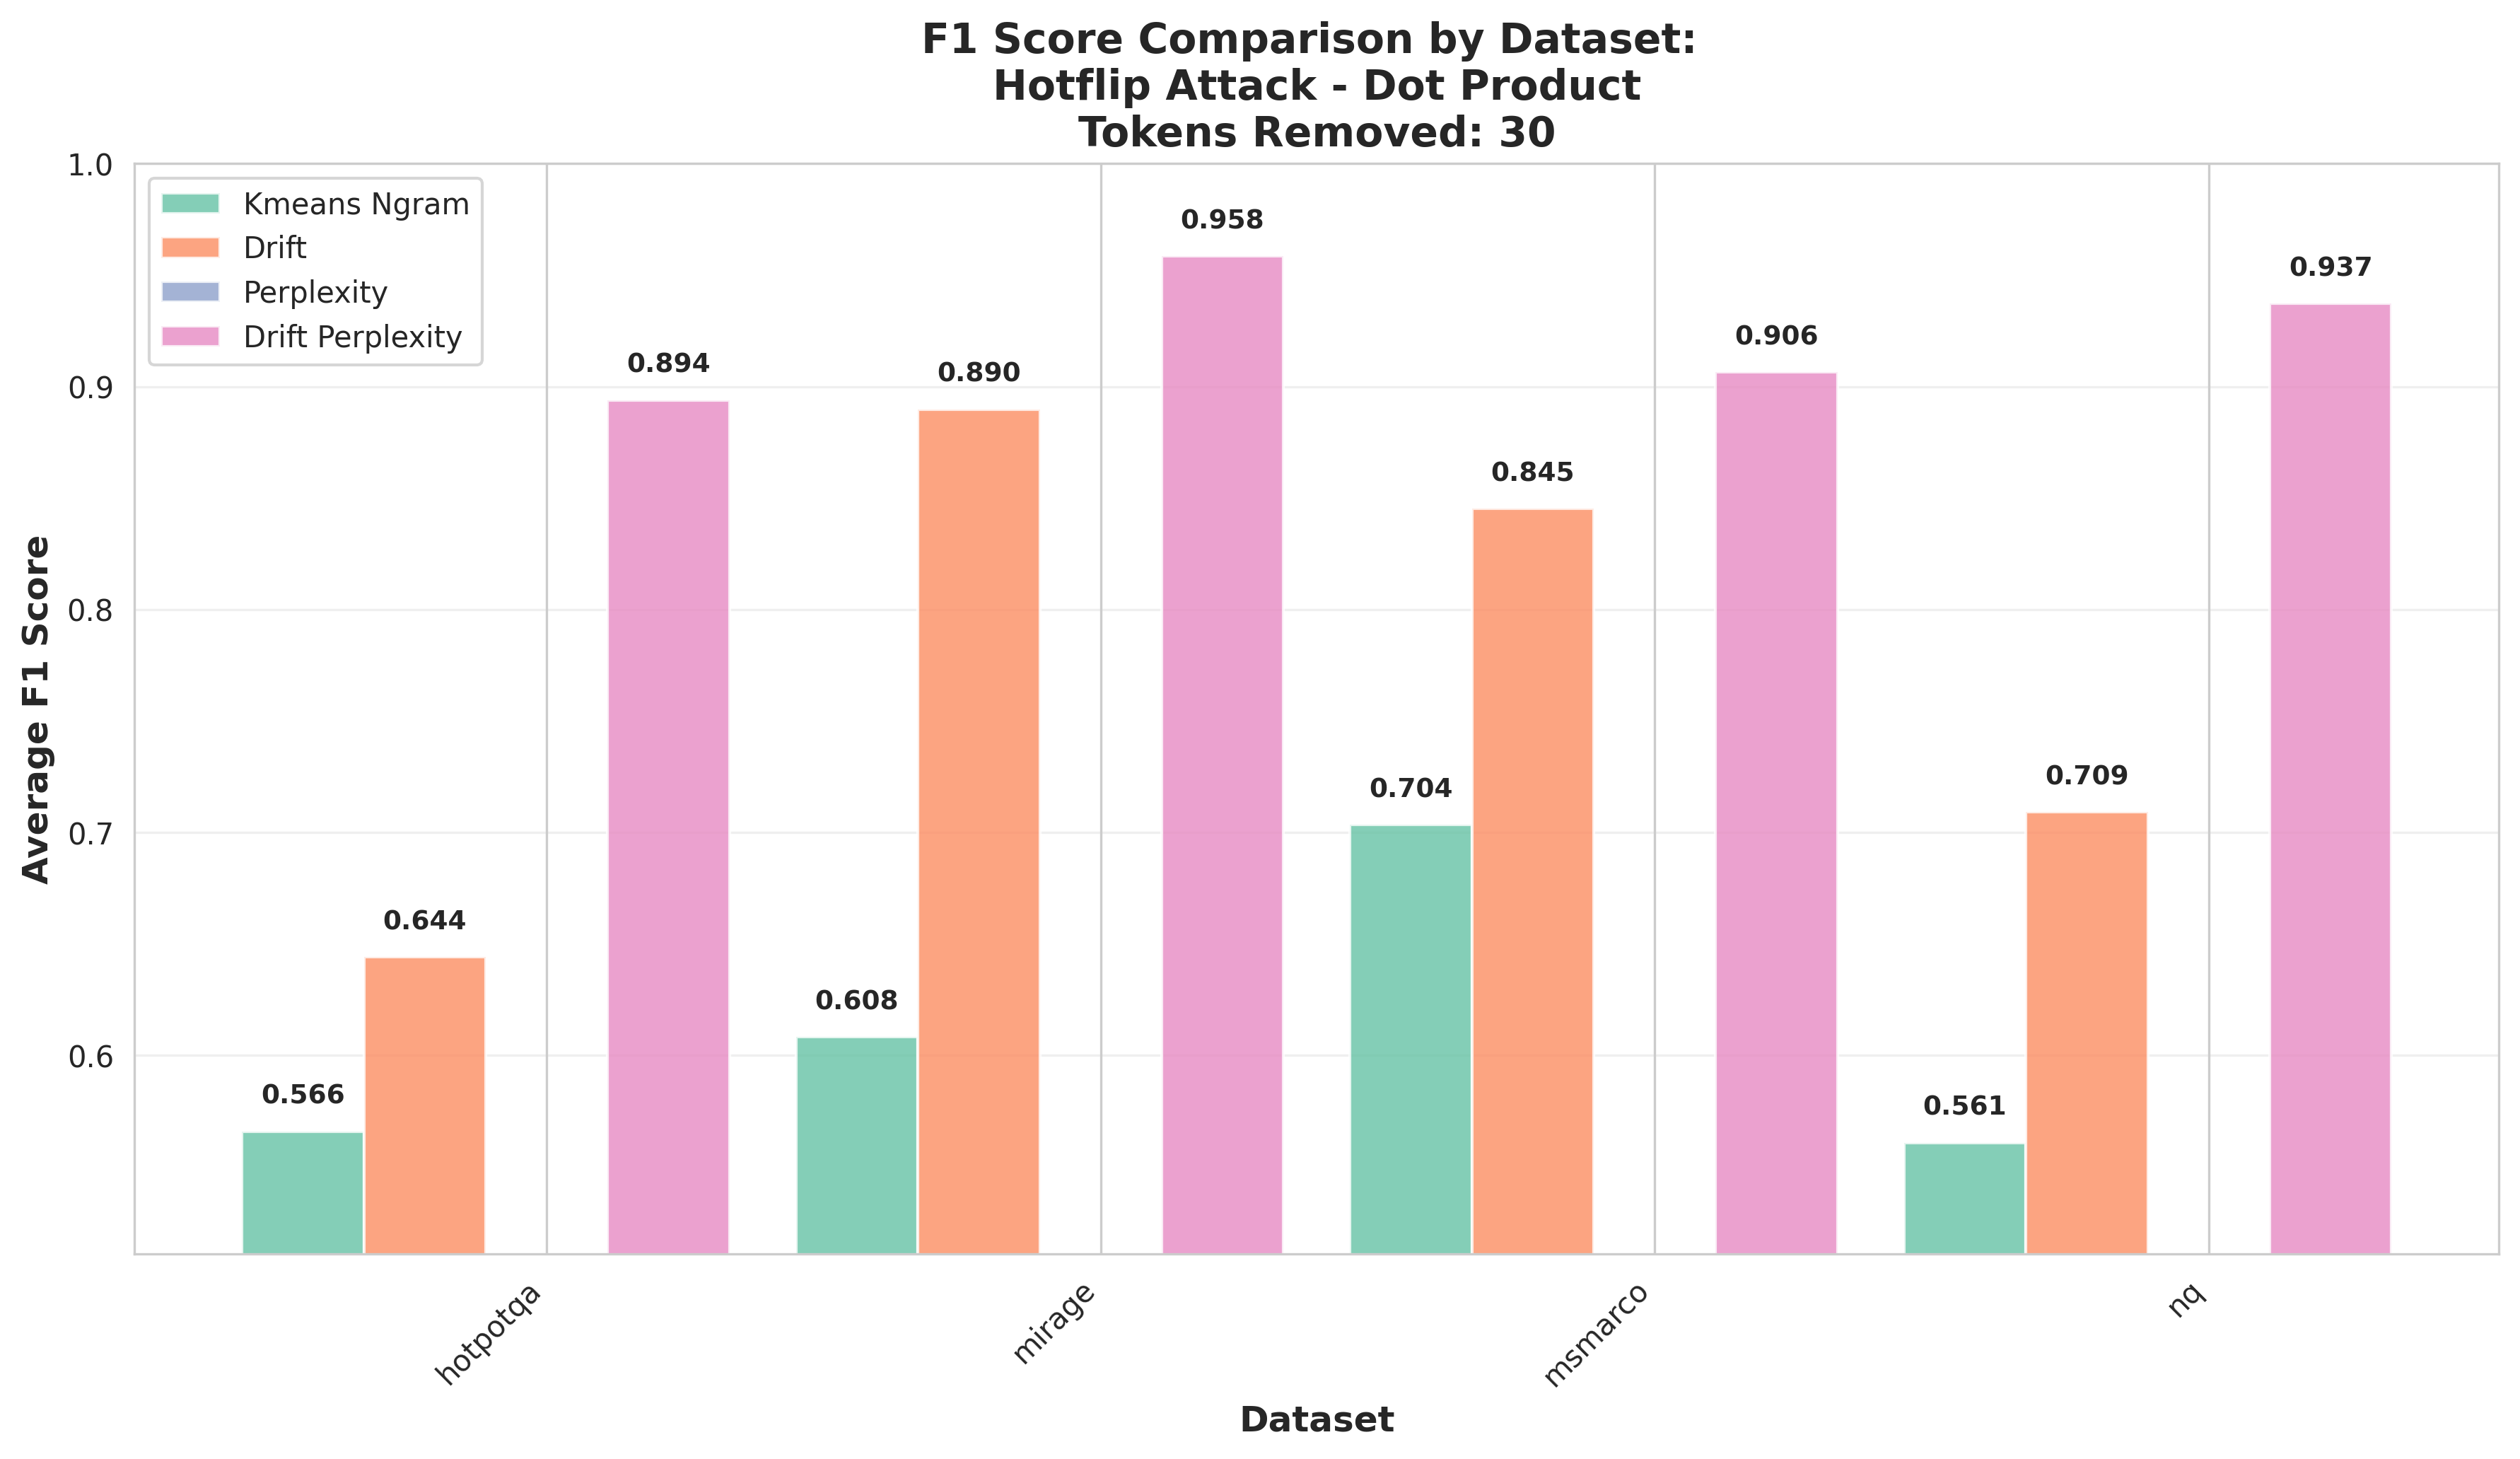 F1 Score Comparison by Dataset:
Hotflip Attack - Dot Product
Tokens Removed: 30
Kmeans Ngram
Drift
Perplexity
Drift Perplexity
Average F1 Score
1.0
0.9
0.8
0.7
0.6
0.566
0.644
0.894
0.608
0.890
0.958
0.704
0.845
0.906
0.561
0.709
0.937
hotpotqa
mirage
msmarco
nq
Dataset